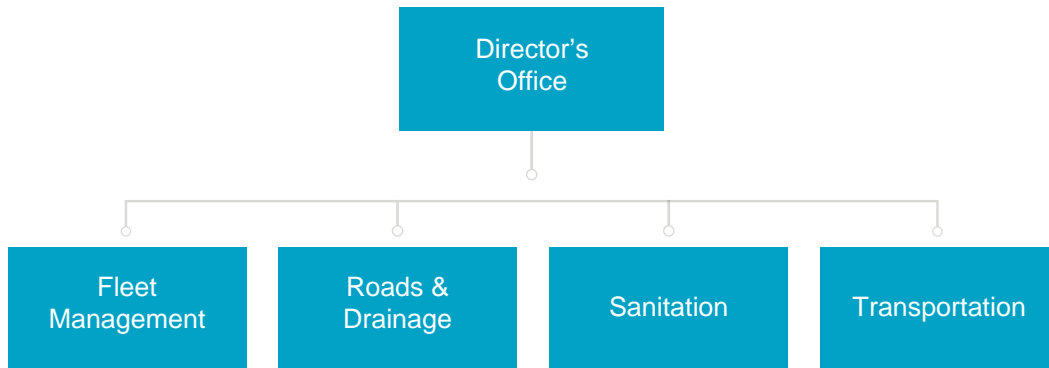 Director’s
Office
Fleet
Management
Roads &
Drainage
Sanitation
Transportation